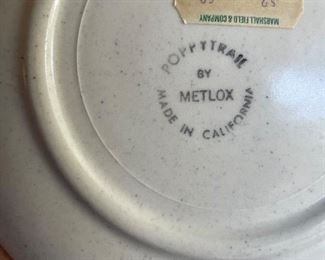 MARSHALL FIELD & COMPANY
POPPYTRAIL
BY
METLOX
MADE IN CALIFORNIA